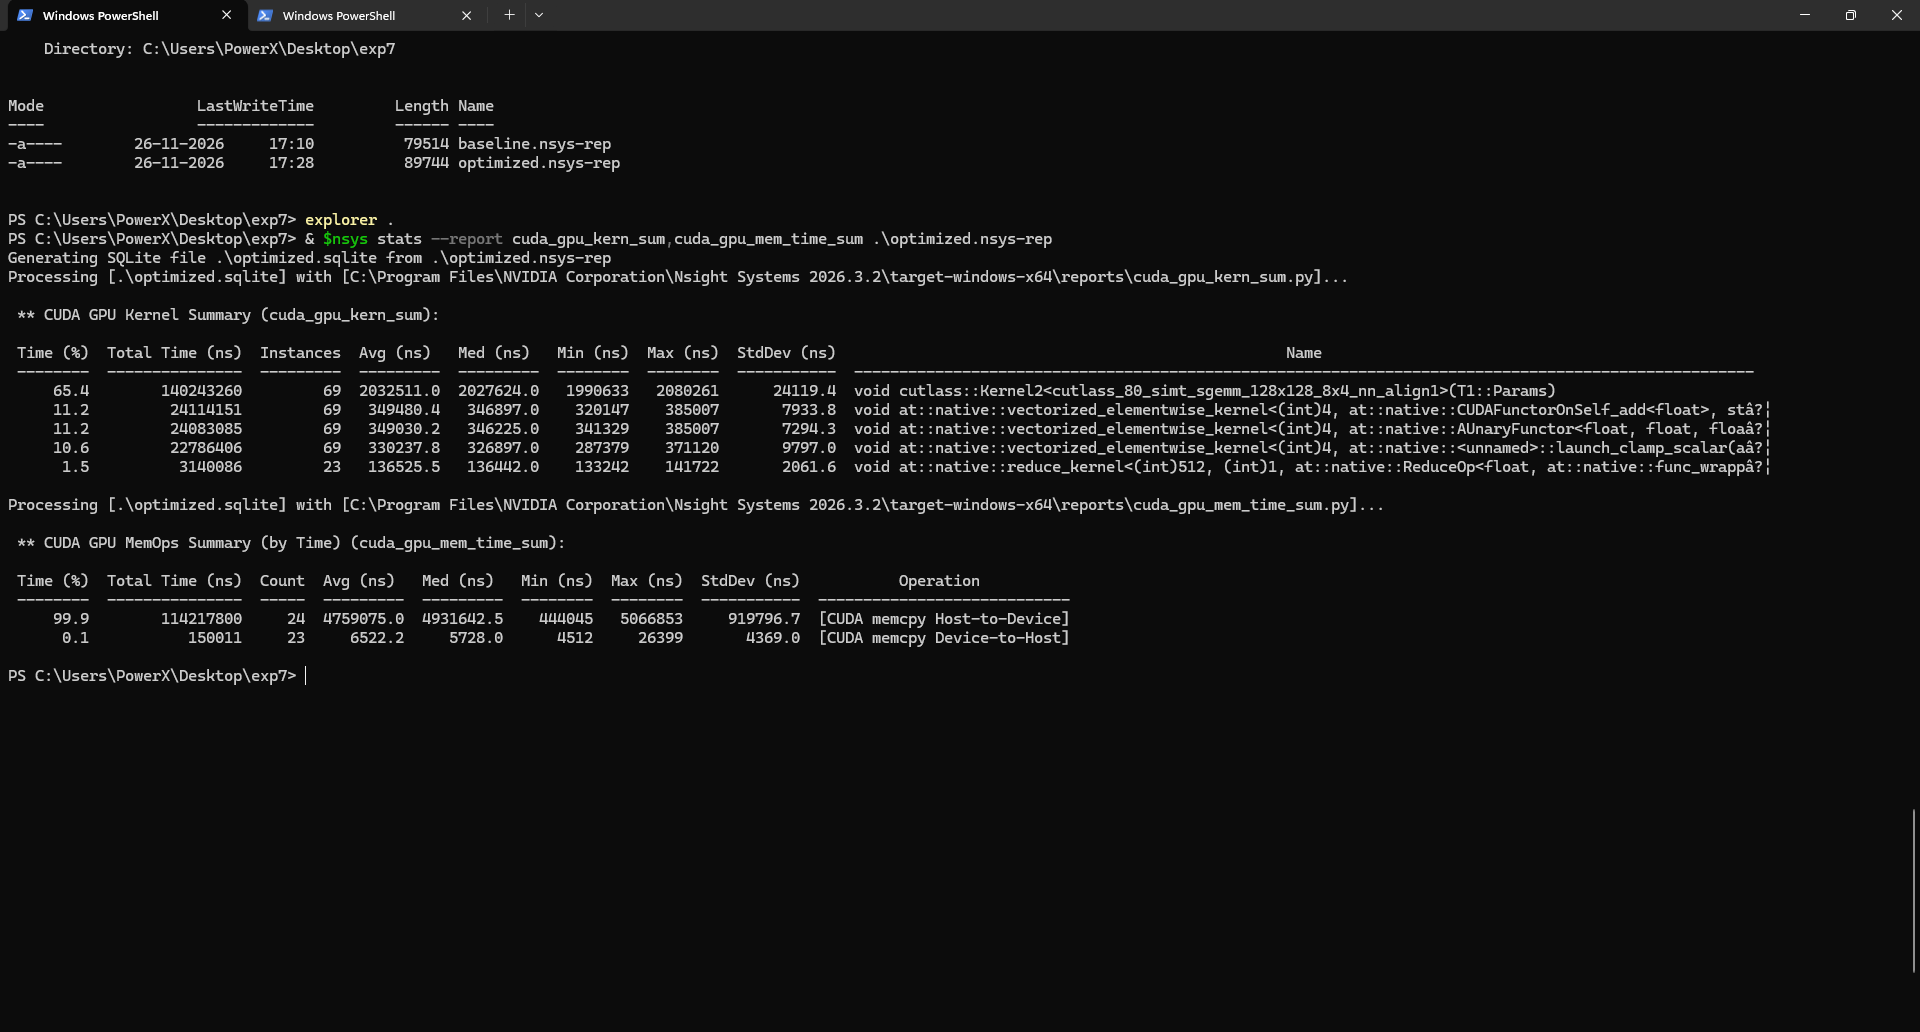 Windows PowerShell
Windows PowerShell
Directory: C:\Users\PowerX\Desktop\exp7
Mode LastWriteTime Length Name
---- ------------- ------ ----
-a---- 26-11-2026 17:10 79514 baseline.nsys-rep
-a---- 26-11-2026 17:28 89744 optimized.nsys-rep
PS C:\Users\PowerX\Desktop\exp7> explorer .
PS C:\Users\PowerX\Desktop\exp7> & $nsys stats --report cuda_gpu_kern_sum,cuda_gpu_mem_time_sum .\optimized.nsys-rep
Generating SQLite file .\optimized.sqlite from .\optimized.nsys-rep
Processing [.\optimized.sqlite] with [C:\Program Files\NVIDIA Corporation\Nsight Systems 2026.3.2\target-windows-x64\reports\cuda_gpu_kern_sum.py]...
** CUDA GPU Kernel Summary (cuda_gpu_kern_sum):
Time (%) Total Time (ns) Instances Avg (ns) Med (ns) Min (ns) Max (ns) StdDev (ns) Name
-------- --------------- --------- --------- --------- -------- -------- ----------- ----------------------------------------------------------------------------------------------------
65.4 140243260 69 2032511.0 2027624.0 1990633 2080261 24119.4 void cutlass::Kernel2<cutlass_80_simt_sgemm_128x128_8x4_nn_align1>(T1::Params)
11.2 24114151 69 349480.4 346897.0 320147 385007 7933.8 void at::native::vectorized_elementwise_kernel<(int)4, at::native::CUDAFunctorOnSelf_add<float>, stâ?¦
11.2 24083085 69 349030.2 346225.0 341329 385007 7294.3 void at::native::vectorized_elementwise_kernel<(int)4, at::native::AUnaryFunctor<float, float, floaâ?¦
10.6 22786406 69 330237.8 326897.0 287379 371120 9797.0 void at::native::vectorized_elementwise_kernel<(int)4, at::native::<unnamed>::launch_clamp_scalar(aâ?¦
1.5 3140086 23 136525.5 136442.0 133242 141722 2061.6 void at::native::reduce_kernel<(int)512, (int)1, at::native::ReduceOp<float, at::native::func_wrappâ?¦
Processing [.\optimized.sqlite] with [C:\Program Files\NVIDIA Corporation\Nsight Systems 2026.3.2\target-windows-x64\reports\cuda_gpu_mem_time_sum.py]...
** CUDA GPU MemOps Summary (by Time) (cuda_gpu_mem_time_sum):
Time (%) Total Time (ns) Count Avg (ns) Med (ns) Min (ns) Max (ns) StdDev (ns) Operation
-------- --------------- ----- --------- --------- -------- -------- ----------- ----------------------------
99.9 114217800 24 4759075.0 4931642.5 444045 5066853 919796.7 [CUDA memcpy Host-to-Device]
0.1 150011 23 6522.2 5728.0 4512 26399 4369.0 [CUDA memcpy Device-to-Host]
PS C:\Users\PowerX\Desktop\exp7>